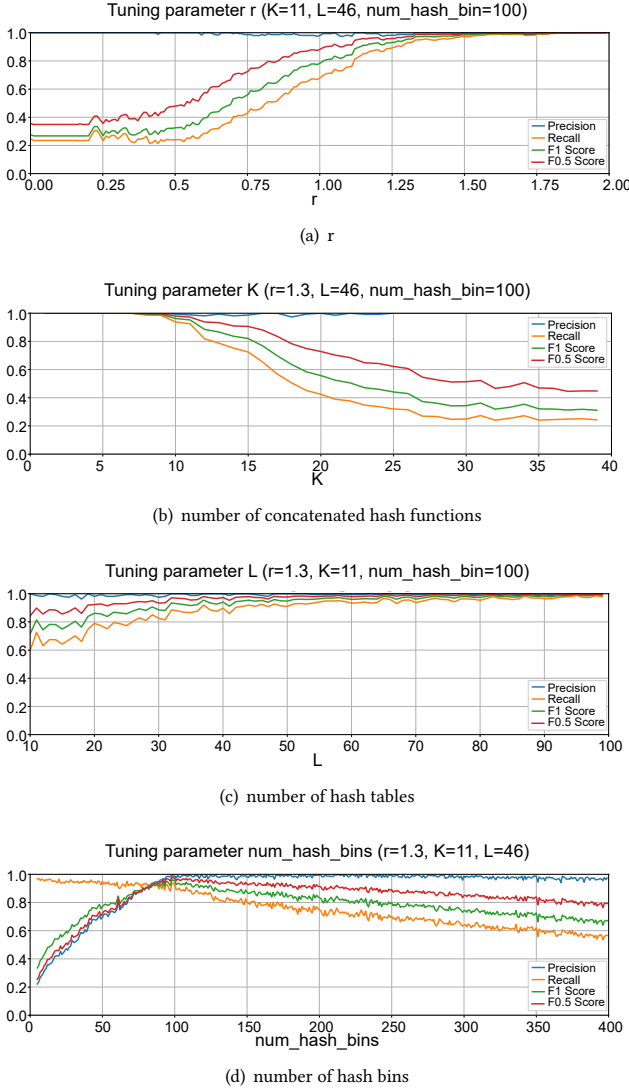 Tuning parameter r (K=11, L=46, num_hash_bin=100)
1.0
0.8
0.6
0.4
0.2
0.0
Precision
Recall
F1 Score
F0.5 Score
0.00 0.25 0.5 0.75 1.00 1.25 1.5 1.75 2.00
r
(a) r
Tuning parameter K (r=1.3, L=46, num_hash_bin=100)
1.0
0.8
0.6
0.4
0.2
0.0
Precision
Recall
F1 Score
F0.5 Score
0 5 10 15 20 25 30 35 40
K
(b) number of concatenated hash functions
Tuning parameter L (r=1.3, K=11, num_hash_bin=100)
1.0
0.8
0.6
0.4
0.2
0.0
Precision
Recall
F1 Score
F0.5 Score
10 20 30 40 50 60 70 80 90 100
L
(c) number of hash tables
Tuning parameter num_hash_bins (r=1.3, K=11, L=46)
1.0
0.8
0.6
0.4
0.2
0.0
Precision
Recall
F1 Score
F0.5 Score
0 50 100 150 200 250 300 350 400
num_hash_bins
(d) number of hash bins